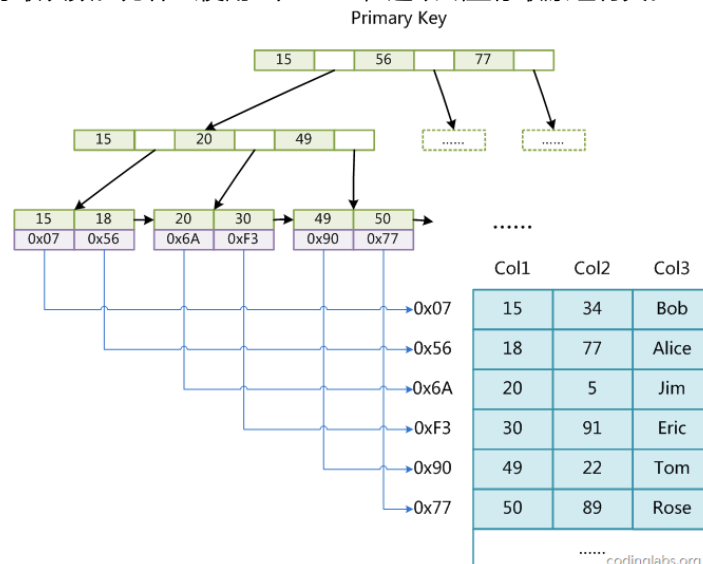 Primary Key
15 56 77
15 20 49
...... ......
15 18 20 30 49 50
0x07 0x56 0x6A 0xF3 0x90 0x77
......
Col1 Col2 Col3
0x07 15 34 Bob
0x56 18 77 Alice
0x6A 20 5 Jim
0xF3 30 91 Eric
0x90 49 22 Tom
0x77 50 89 Rose
......
codinglabs.org